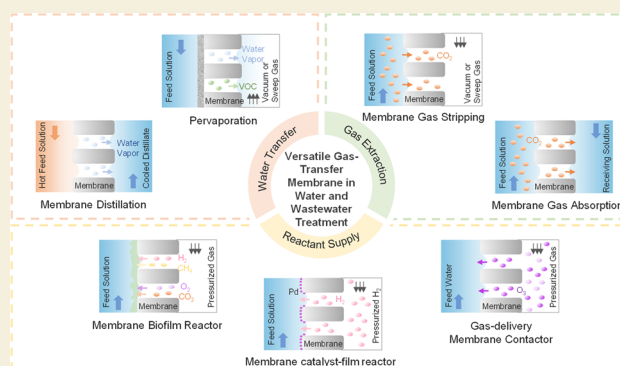 Feed Solution
Water
Vapor
VOC
Membrane
Vacuum or
Sweep Gas
Pervaporation
Hot Feed Solution
Water
Vapor
Membrane
Cooled Distillate
Membrane Distillation
Feed Solution
CO2
Membrane
Vacuum or
Sweep Gas
Membrane Gas Stripping
Feed Solution
CO2
Membrane
Receiving Solution
Membrane Gas Absorption
Water Transfer
Gas Extraction
Reactant Supply
Versatile Gas-
Transfer
Membrane in
Water and
Wastewater
Treatment
Feed Solution
H2
CH4
O2
CO2
Membrane
Pressurized Gas
Membrane Biofilm Reactor
Feed Solution
Pd
H2
Membrane
Pressurized H2
Membrane catalyst-film reactor
Feed Water
O2
Membrane
Pressurized Gas
Gas-delivery
Membrane Contactor